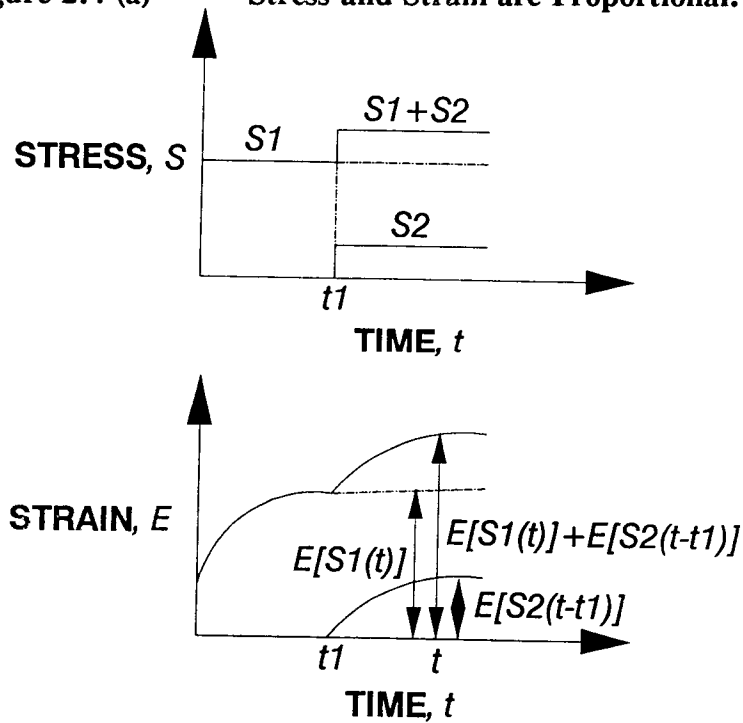 Stress and Strain are Proportional.
S1+S2
S1
STRESS, S
S2
t1
TIME, t
STRAIN, E
E[S1(t)]+E[S2(t-t1)]
E[S1(t)]
E[S2(t-t1)]
t1
t
TIME, t